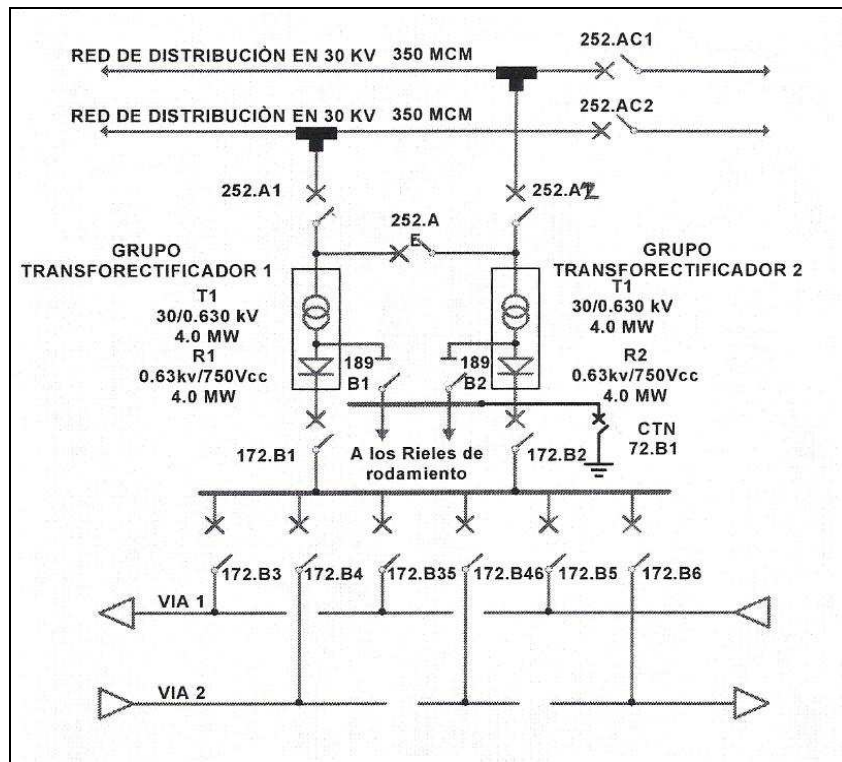 252.AC1
RED DE DISTRIBUCIÒN EN 30 KV 350 MCM
252.AC2
RED DE DISTRIBUCIÒN EN 30 KV 350 MCM
252.A1
252.A
E
GRUPO
TRANSFORECTIFICADOR 1
T1
30/0.630 kV
4.0 MW
R1
0.63kv/750Vcc
4.0 MW
GRUPO
TRANSFORECTIFICADOR 2
T1
30/0.630 kV
4.0 MW
R2
0.63kv/750Vcc
4.0 MW
189
B1
189
B2
CTN
72.B1
172.B1
A los Rieles de
rodamiento
172.B2
172.B3
172.B4
172.B35
172.B46
172.B5
172.B6
VIA 1
VIA 2